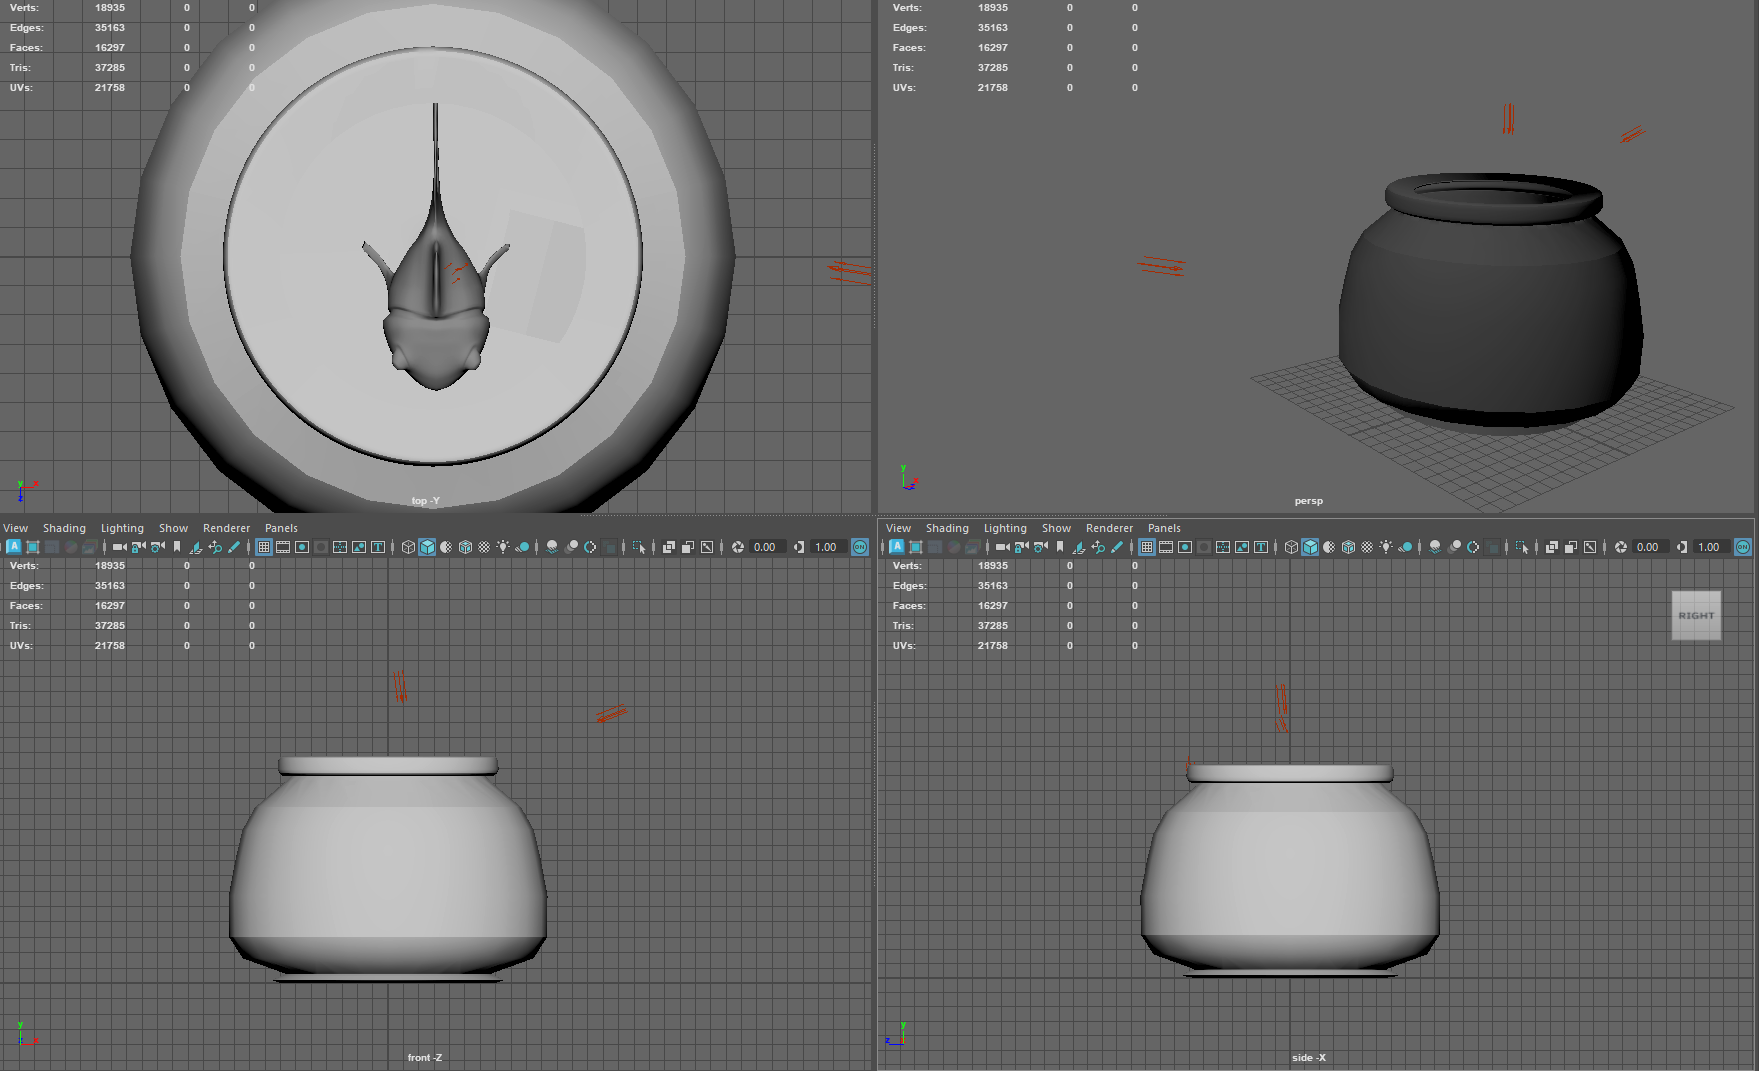 Verts: 18935 0 0
Edges: 35163 0 0
Faces: 16297 0 0
Tris: 37285 0 0
UVs: 21758 0 0
y x
z
top -Y
Verts: 18935 0 0
Edges: 35163 0 0
Faces: 16297 0 0
Tris: 37285 0 0
UVs: 21758 0 0
y
x
z
persp
View Shading Lighting Show Renderer Panels
A T 0.00 1.00 ON
Verts: 18935 0 0
Edges: 35163 0 0
Faces: 16297 0 0
Tris: 37285 0 0
UVs: 21758 0 0
y
z x
front -Z
View Shading Lighting Show Renderer Panels
A T 0.00 1.00 ON
Verts: 18935 0 0
Edges: 35163 0 0
Faces: 16297 0 0
Tris: 37285 0 0
UVs: 21758 0 0
RIGHT
y
z x
side -X